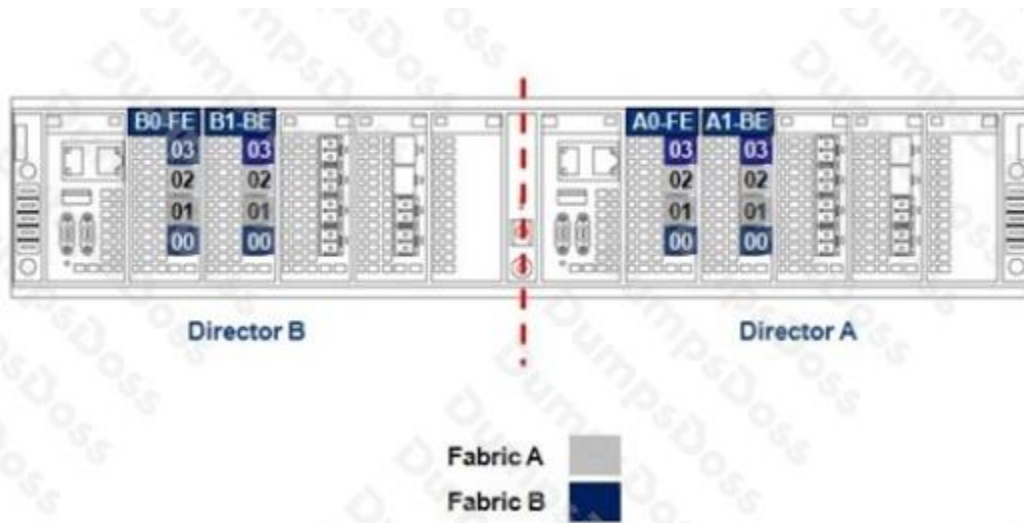 B0-FE B1-BE A0-FE A1-BE
03 03 03 03
02 02 02 02
01 01 01 01
00 00 00 00
Director B Director A
Fabric A
Fabric B
DumpsDoss